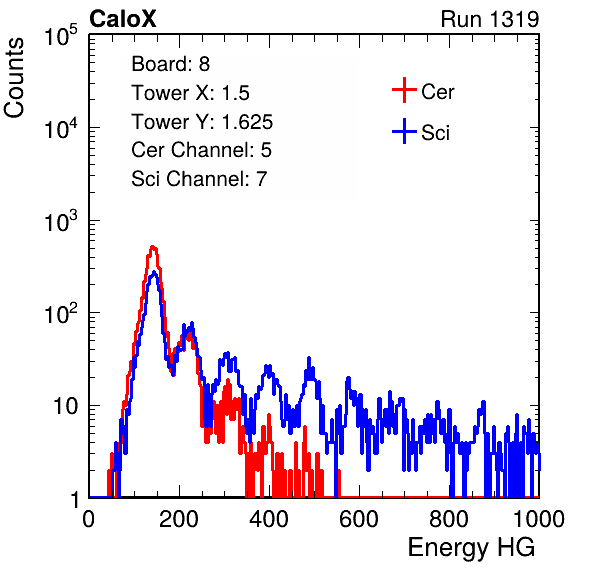 CaloX Run 1319
Counts
Board: 8
Tower X: 1.5
Tower Y: 1.625
Cer Channel: 5
Sci Channel: 7
Cer
Sci
10^5
10^4
10^3
10^2
10
1
0 200 400 600 800 1000
Energy HG